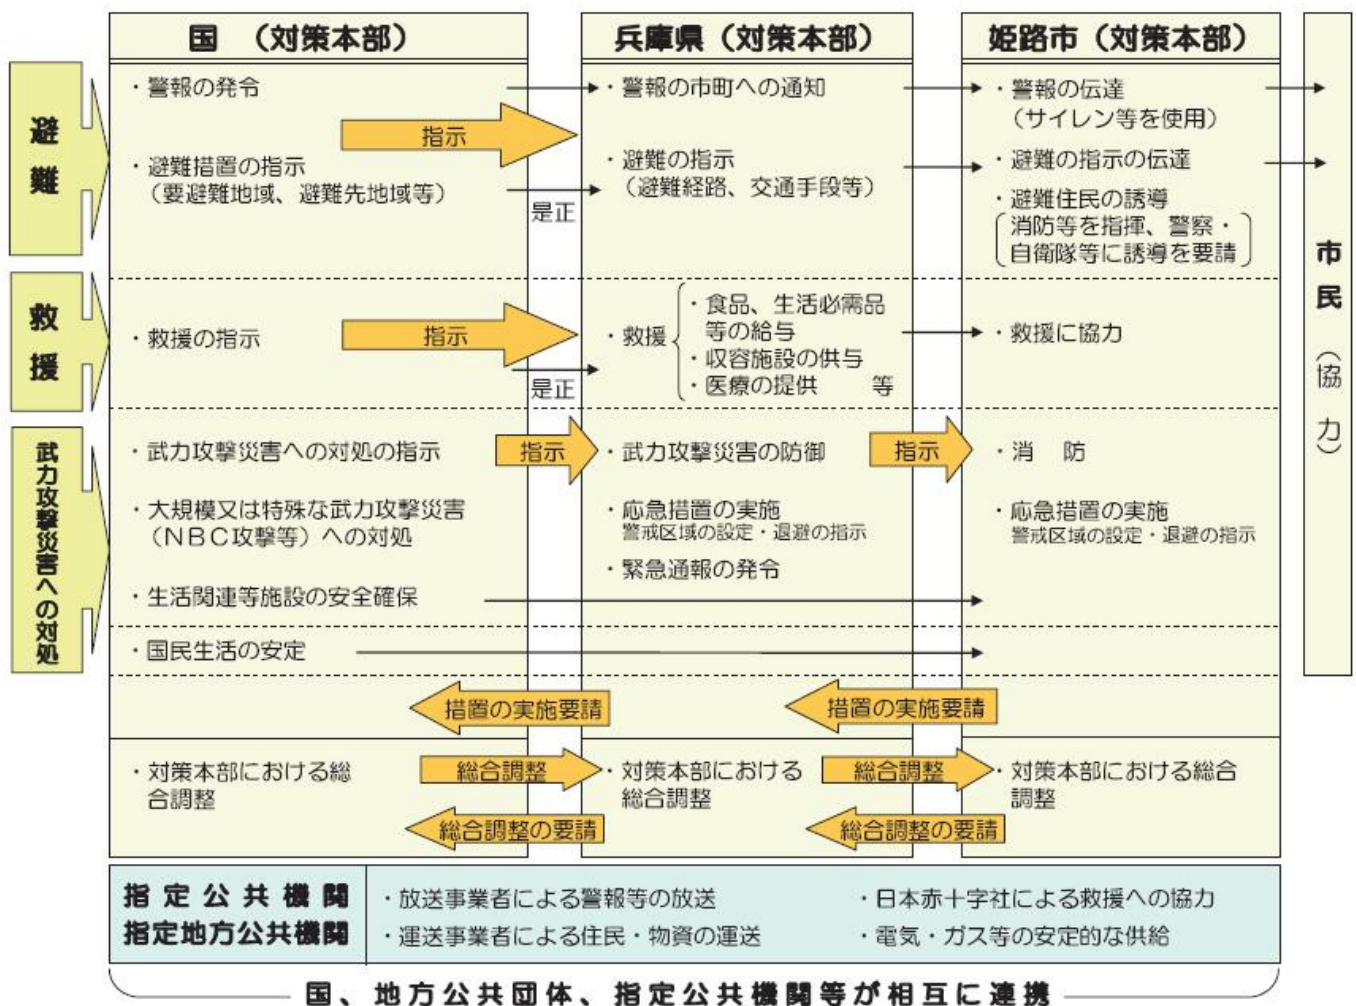 国 （対策本部）
兵庫県（対策本部）
姫路市（対策本部）
避難
・警報の発令
・警報の市町への通知
・警報の伝達
（サイレン等を使用）
指示
・避難措置の指示
（要避難地域、避難先地域等）
是正
・避難の指示
（避難経路、交通手段等）
・避難の指示の伝達
・避難住民の誘導
消防等を指揮、警察・
自衛隊等に誘導を要請
救援
・救援の指示
指示
是正
・救援
・食品、生活必需品
等の給与
・収容施設の供与
・医療の提供 等
・救援に協力
武力攻撃災害への対処
・武力攻撃災害への対処の指示
指示
・武力攻撃災害の防御
指示
・消 防
・大規模又は特殊な武力攻撃災害
（ＮＢＣ攻撃等）への対処
・応急措置の実施
警戒区域の設定・退避の指示
・応急措置の実施
警戒区域の設定・退避の指示
・緊急通報の発令
・生活関連等施設の安全確保
・国民生活の安定
措置の実施要請
措置の実施要請
・対策本部における総
合調整
総合調整
・対策本部における
総合調整
総合調整
・対策本部における総合
調整
総合調整の要請
総合調整の要請
市民（協力）
指定公共機関
指定地方公共機関
・放送事業者による警報等の放送
・日本赤十字社による救援への協力
・運送事業者による住民・物資の運送
・電気・ガス等の安定的な供給
国、地方公共団体、指定公共機関等が相互に連携